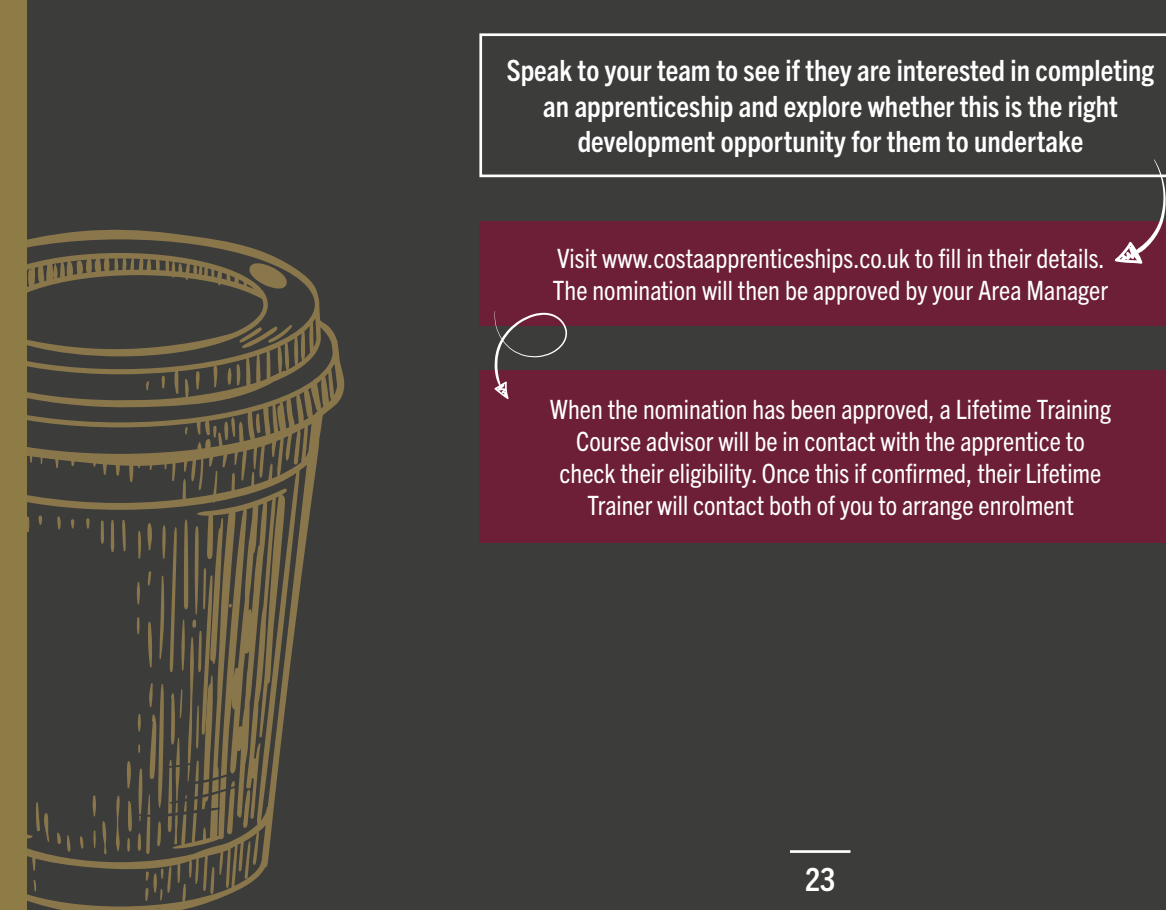 Speak to your team to see if they are interested in completing
an apprenticeship and explore whether this is the right
development opportunity for them to undertake
Visit www.costaapprenticeships.co.uk to fill in their details.
The nomination will then be approved by your Area Manager
When the nomination has been approved, a Lifetime Training
Course advisor will be in contact with the apprentice to
check their eligibility. Once this if confirmed, their Lifetime
Trainer will contact both of you to arrange enrolment
23